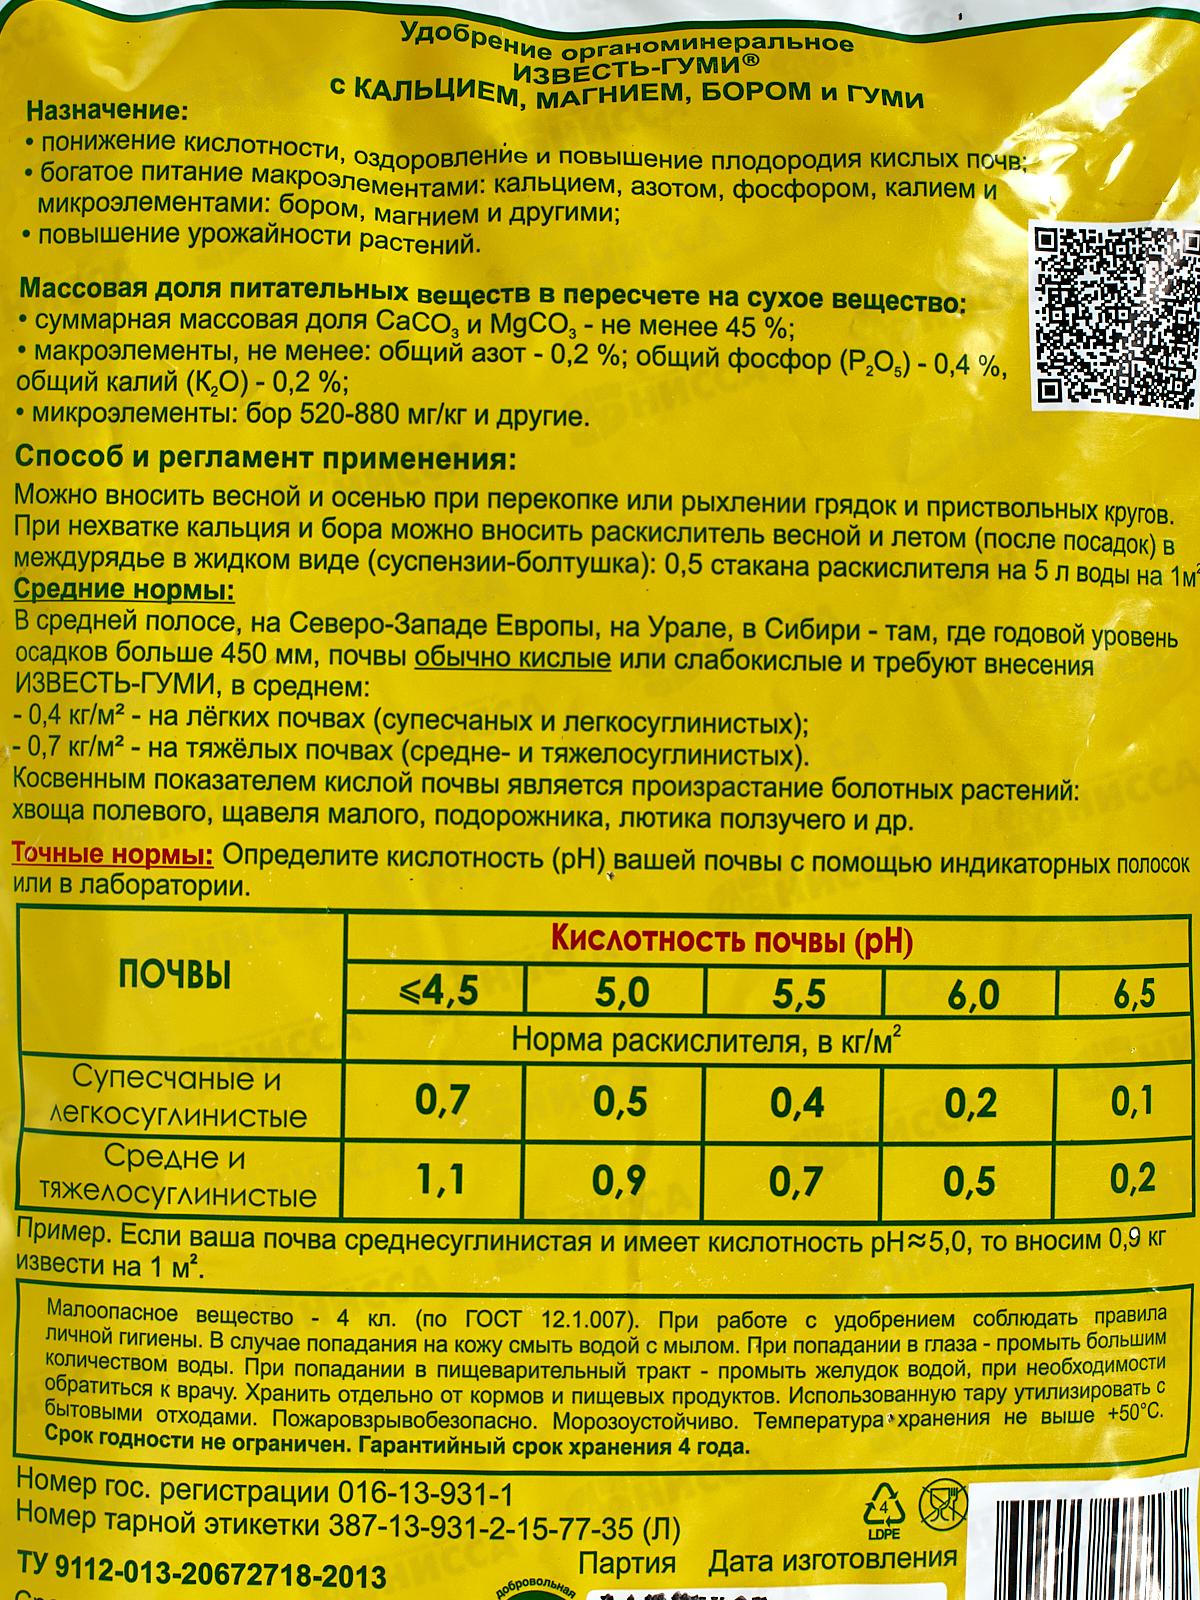 Удобрение органоминеральное
ИЗВЕСТЬ-ГУМИ®
с КАЛЬЦИЕМ, МАГНИЕМ, БОРОМ и ГУМИ
Назначение:
• понижение кислотности, оздоровление и повышение плодородия кислых почв;
• богатое питание макроэлементами: кальцием, азотом, фосфором, калием и
микроэлементами: бором, магнием и другими;
• повышение урожайности растений.
Массовая доля питательных веществ в пересчете на сухое вещество:
• суммарная массовая доля CaCO₃ и MgCO₃ - не менее 45 %;
• макроэлементы, не менее: общий азот - 0,2 %; общий фосфор (P₂O₅) - 0,4 %,
общий калий (K₂O) - 0,2 %;
• микроэлементы: бор 520-880 мг/кг и другие.
Способ и регламент применения:
Можно вносить весной и осенью при перекопке или рыхлении грядок и приствольных кругов.
При нехватке кальция и бора можно вносить раскислитель весной и летом (после посадок) в
междурядье в жидком виде (суспензии-болтушка): 0,5 стакана раскислителя на 5 л воды на 1м²
Средние нормы:
В средней полосе, на Северо-Западе Европы, на Урале, в Сибири - там, где годовой уровень
осадков больше 450 мм, почвы обычно кислые или слабокислые и требуют внесения
ИЗВЕСТЬ-ГУМИ, в среднем:
- 0,4 кг/м² - на лёгких почвах (супесчаных и легкосуглинистых);
- 0,7 кг/м² - на тяжёлых почвах (средне- и тяжелосуглинистых).
Косвенным показателем кислой почвы является произрастание болотных растений:
хвоща полевого, щавеля малого, подорожника, лютика ползучего и др.
Точные нормы: Определите кислотность (рН) вашей почвы с помощью индикаторных полосок
или в лаборатории.
ПОЧВЫ
Кислотность почвы (рН)
≤4,5 5,0 5,5 6,0 6,5
Норма раскислителя, в кг/м²
Супесчаные и
легкосуглинистые
0,7 0,5 0,4 0,2 0,1
Средне и
тяжелосуглинистые
1,1 0,9 0,7 0,5 0,2
Пример. Если ваша почва среднесуглинистая и имеет кислотность рН≈5,0, то вносим 0,9 кг
извести на 1 м².
Малоопасное вещество - 4 кл. (по ГОСТ 12.1.007). При работе с удобрением соблюдать правила
личной гигиены. В случае попадания на кожу смыть водой с мылом. При попадании в глаза - промыть большим
количеством воды. При попадании в пищеварительный тракт - промыть желудок водой, при необходимости
обратиться к врачу. Хранить отдельно от кормов и пищевых продуктов. Использованную тару утилизировать с
бытовыми отходами. Пожаровзрывобезопасно. Морозоустойчиво. Температура хранения не выше +50°С.
Срок годности не ограничен. Гарантийный срок хранения 4 года.
Номер гос. регистрации 016-13-931-1
Номер тарной этикетки 387-13-931-2-15-77-35 (Л)
4
LDPE
ТУ 9112-013-20672718-2013
Партия Дата изготовления
добровольная